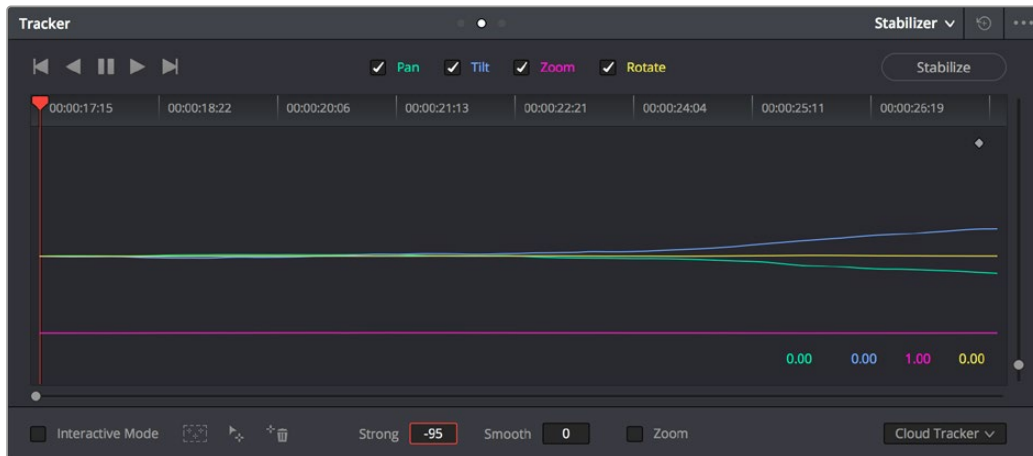 Tracker
Stabilizer
Pan Tilt Zoom Rotate
Stabilize
00:00:17:15 00:00:18:22 00:00:20:06 00:00:21:13 00:00:22:21 00:00:24:04 00:00:25:11 00:00:26:19
0.00 0.00 1.00 0.00
Interactive Mode Strong -95 Smooth 0 Zoom Cloud Tracker